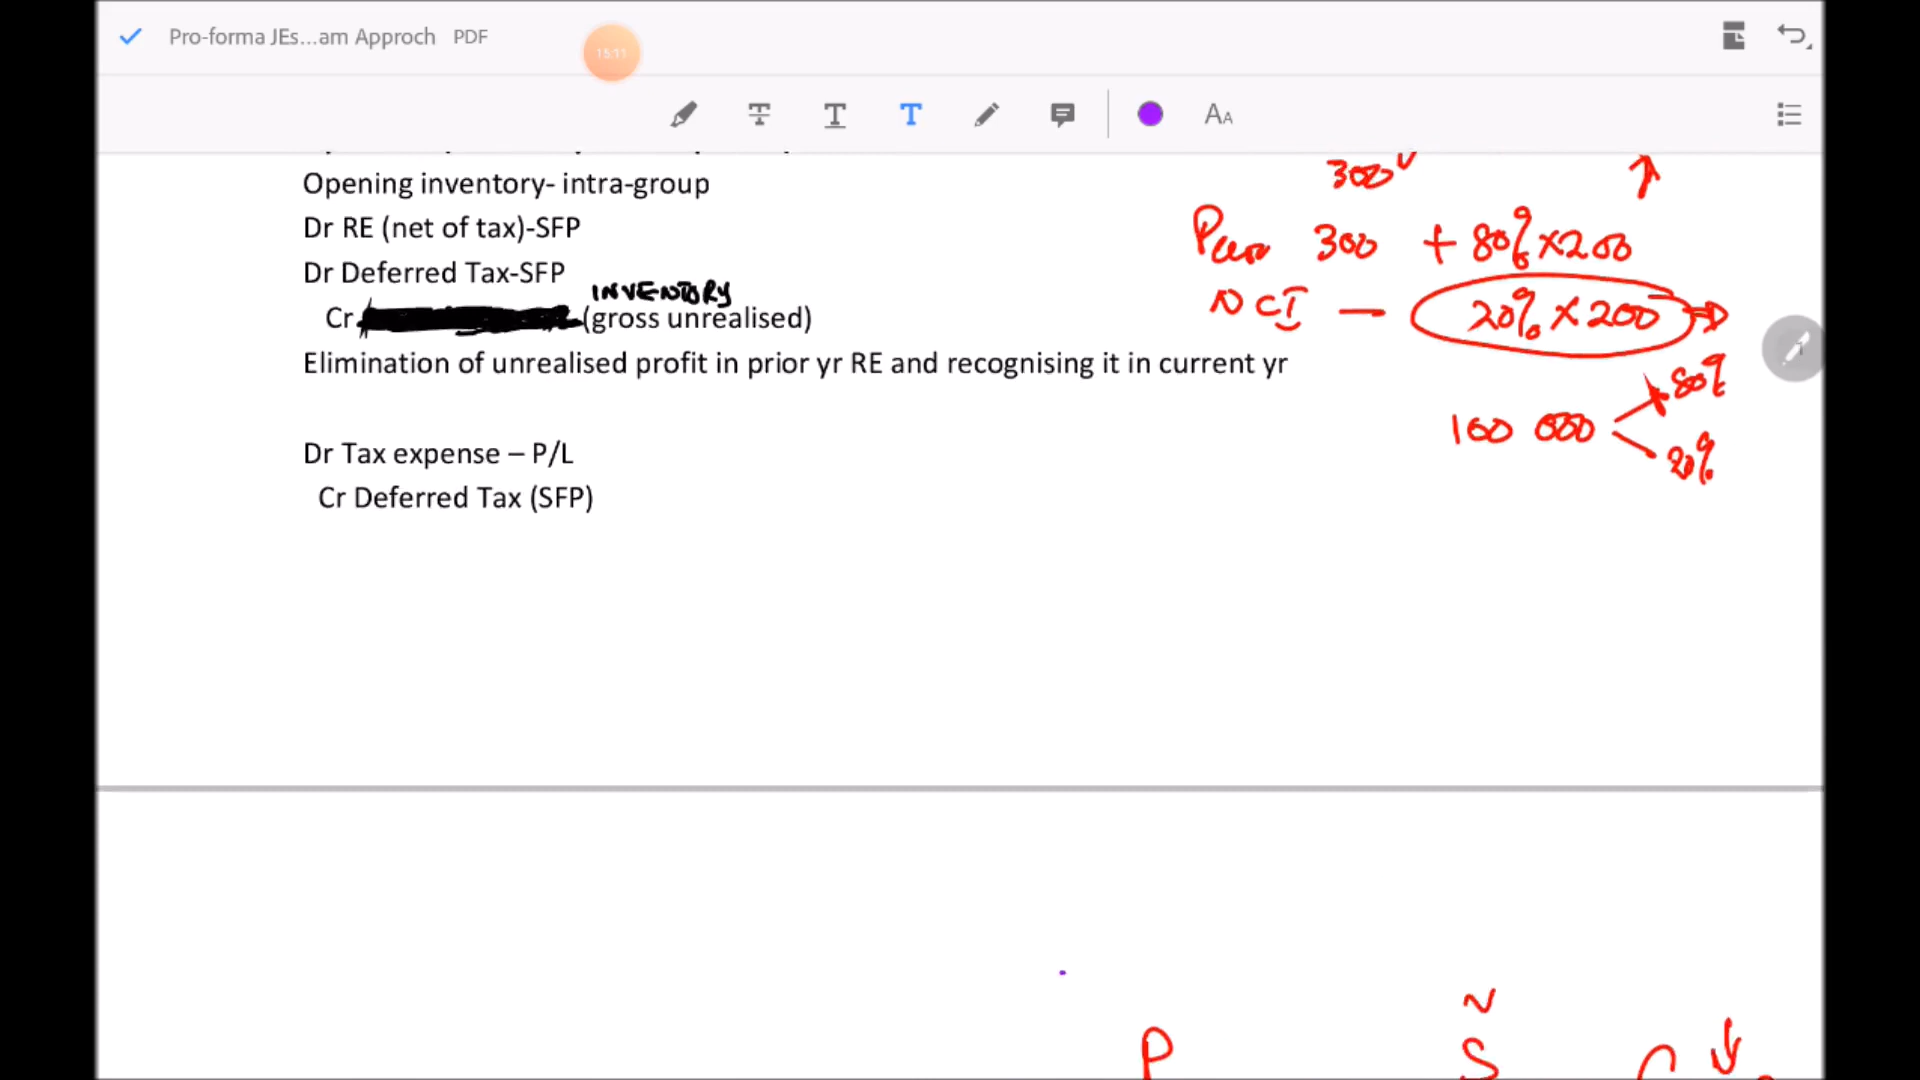 Pro-forma JEs...am Approch PDF
15:11
Opening inventory- intra-group
Dr RE (net of tax)-SFP
Dr Deferred Tax-SFP
INVENTORY
Cr (gross unrealised)
Elimination of unrealised profit in prior yr RE and recognising it in current yr
Dr Tax expense – P/L
Cr Deferred Tax (SFP)
300
300 + 80% x 200
NCI — 20% x 200
80%
100 000
20%
P S